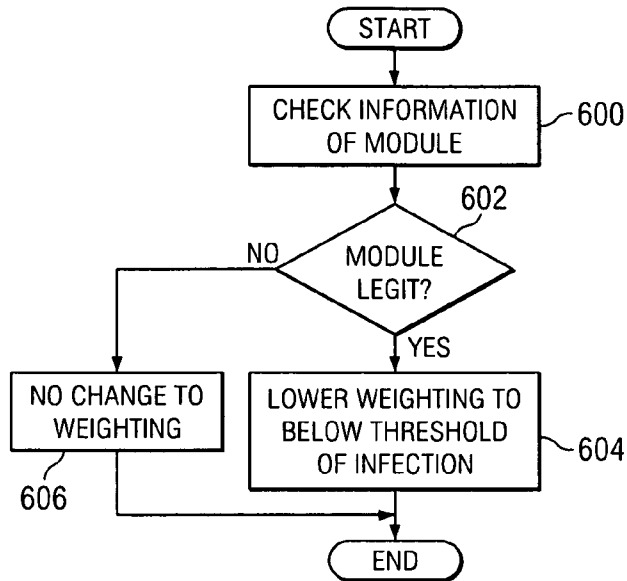 START
CHECK INFORMATION
OF MODULE
600
602
NO
MODULE
LEGIT?
YES
NO CHANGE TO
WEIGHTING
606
LOWER WEIGHTING TO
BELOW THRESHOLD
OF INFECTION
604
END